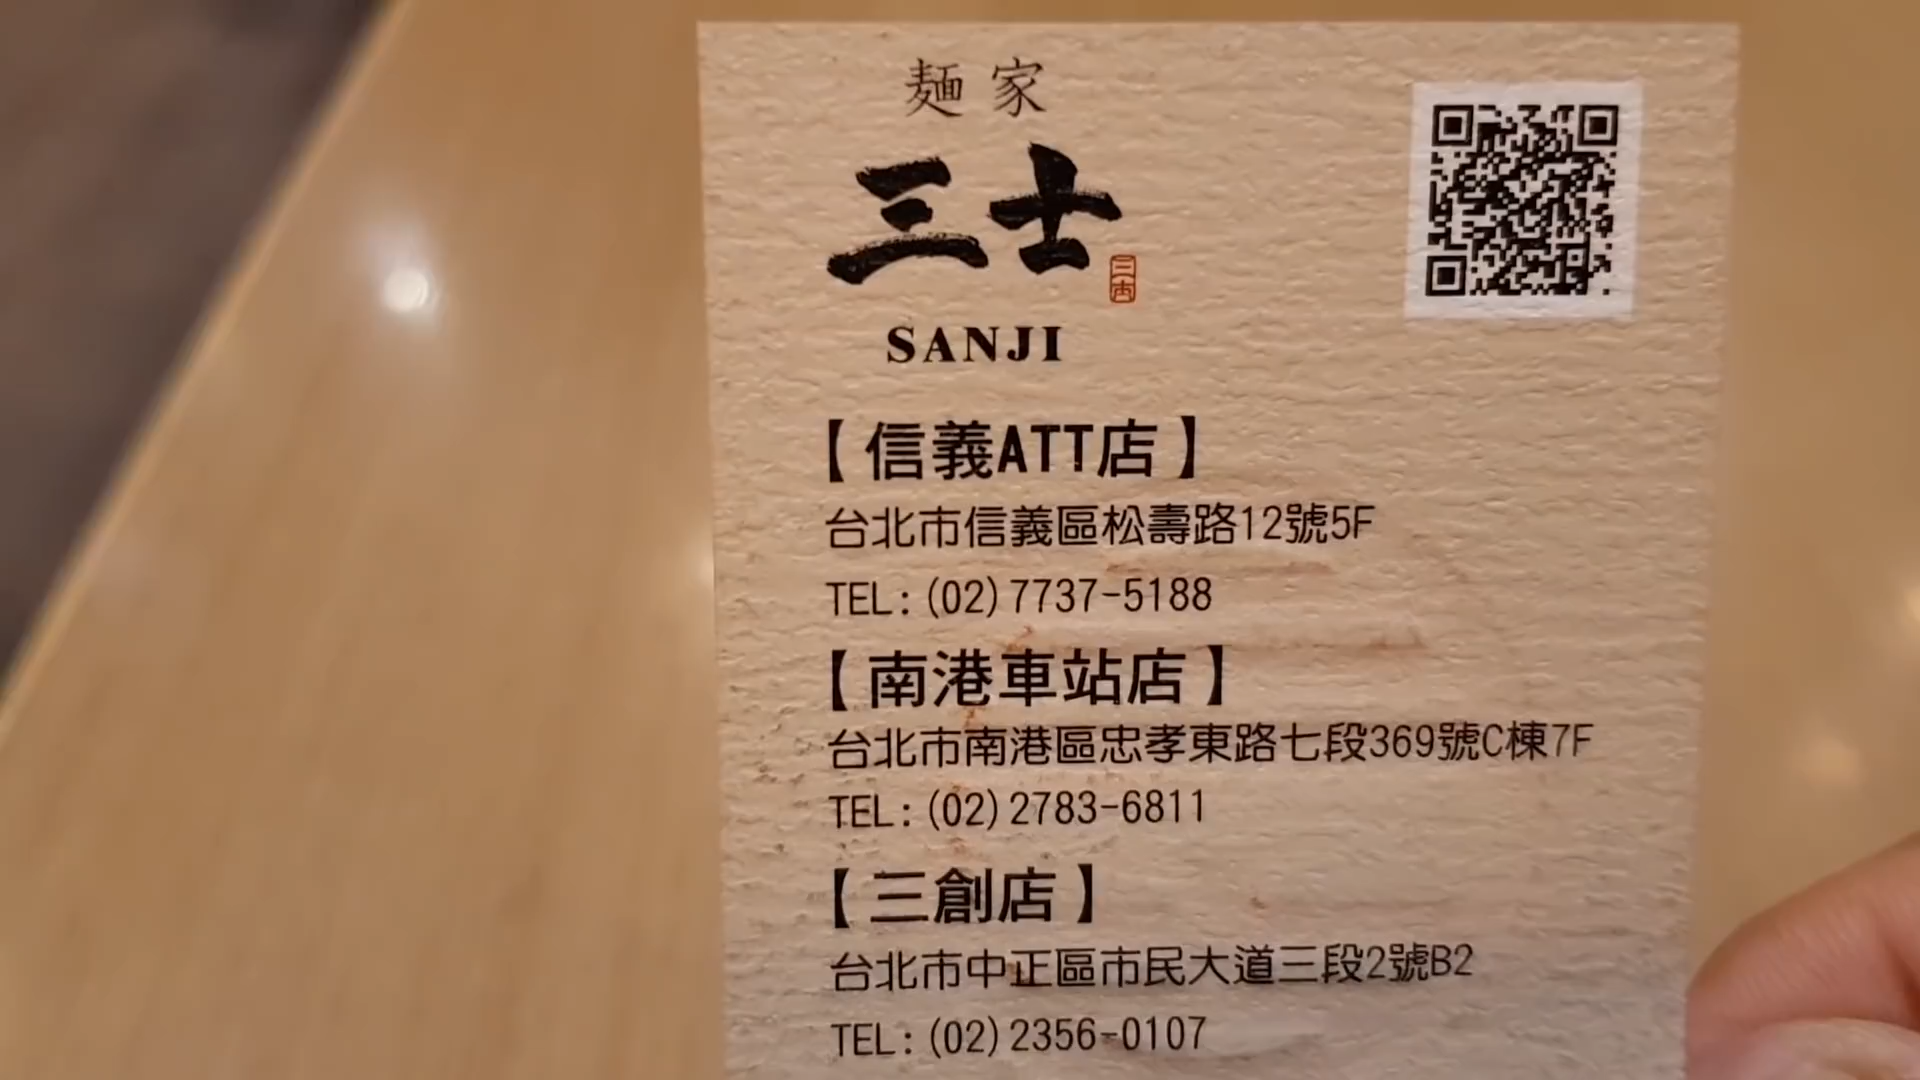 麺家
三士
SANJI
【信義ATT店】
台北市信義區松壽路12號5F
TEL:(02)7737-5188
【南港車站店】
台北市南港區忠孝東路七段369號C棟7F
TEL:(02)2783-6811
【三創店】
台北市中正區市民大道三段2號B2
TEL:(02)2356-0107